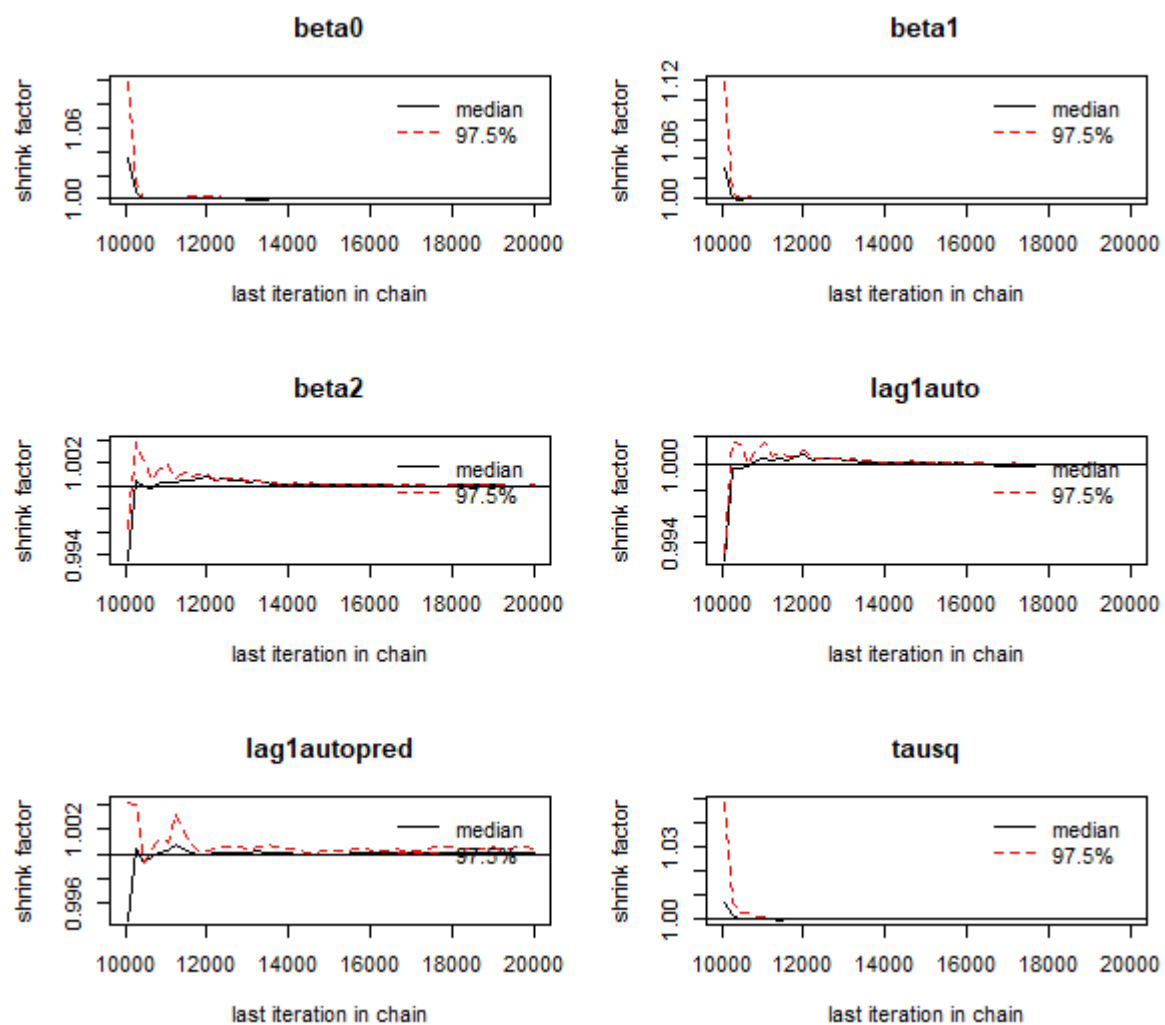 beta0
shrink factor
1.00 1.06
median
97.5%
10000 12000 14000 16000 18000 20000
last iteration in chain
beta1
shrink factor
1.00 1.06 1.12
median
97.5%
10000 12000 14000 16000 18000 20000
last iteration in chain
beta2
shrink factor
0.994 1.002
median
97.5%
10000 12000 14000 16000 18000 20000
last iteration in chain
lag1auto
shrink factor
0.994 1.000
median
97.5%
10000 12000 14000 16000 18000 20000
last iteration in chain
lag1autopred
shrink factor
0.996 1.002
median
97.5%
10000 12000 14000 16000 18000 20000
last iteration in chain
tausq
shrink factor
1.00 1.03
median
97.5%
10000 12000 14000 16000 18000 20000
last iteration in chain